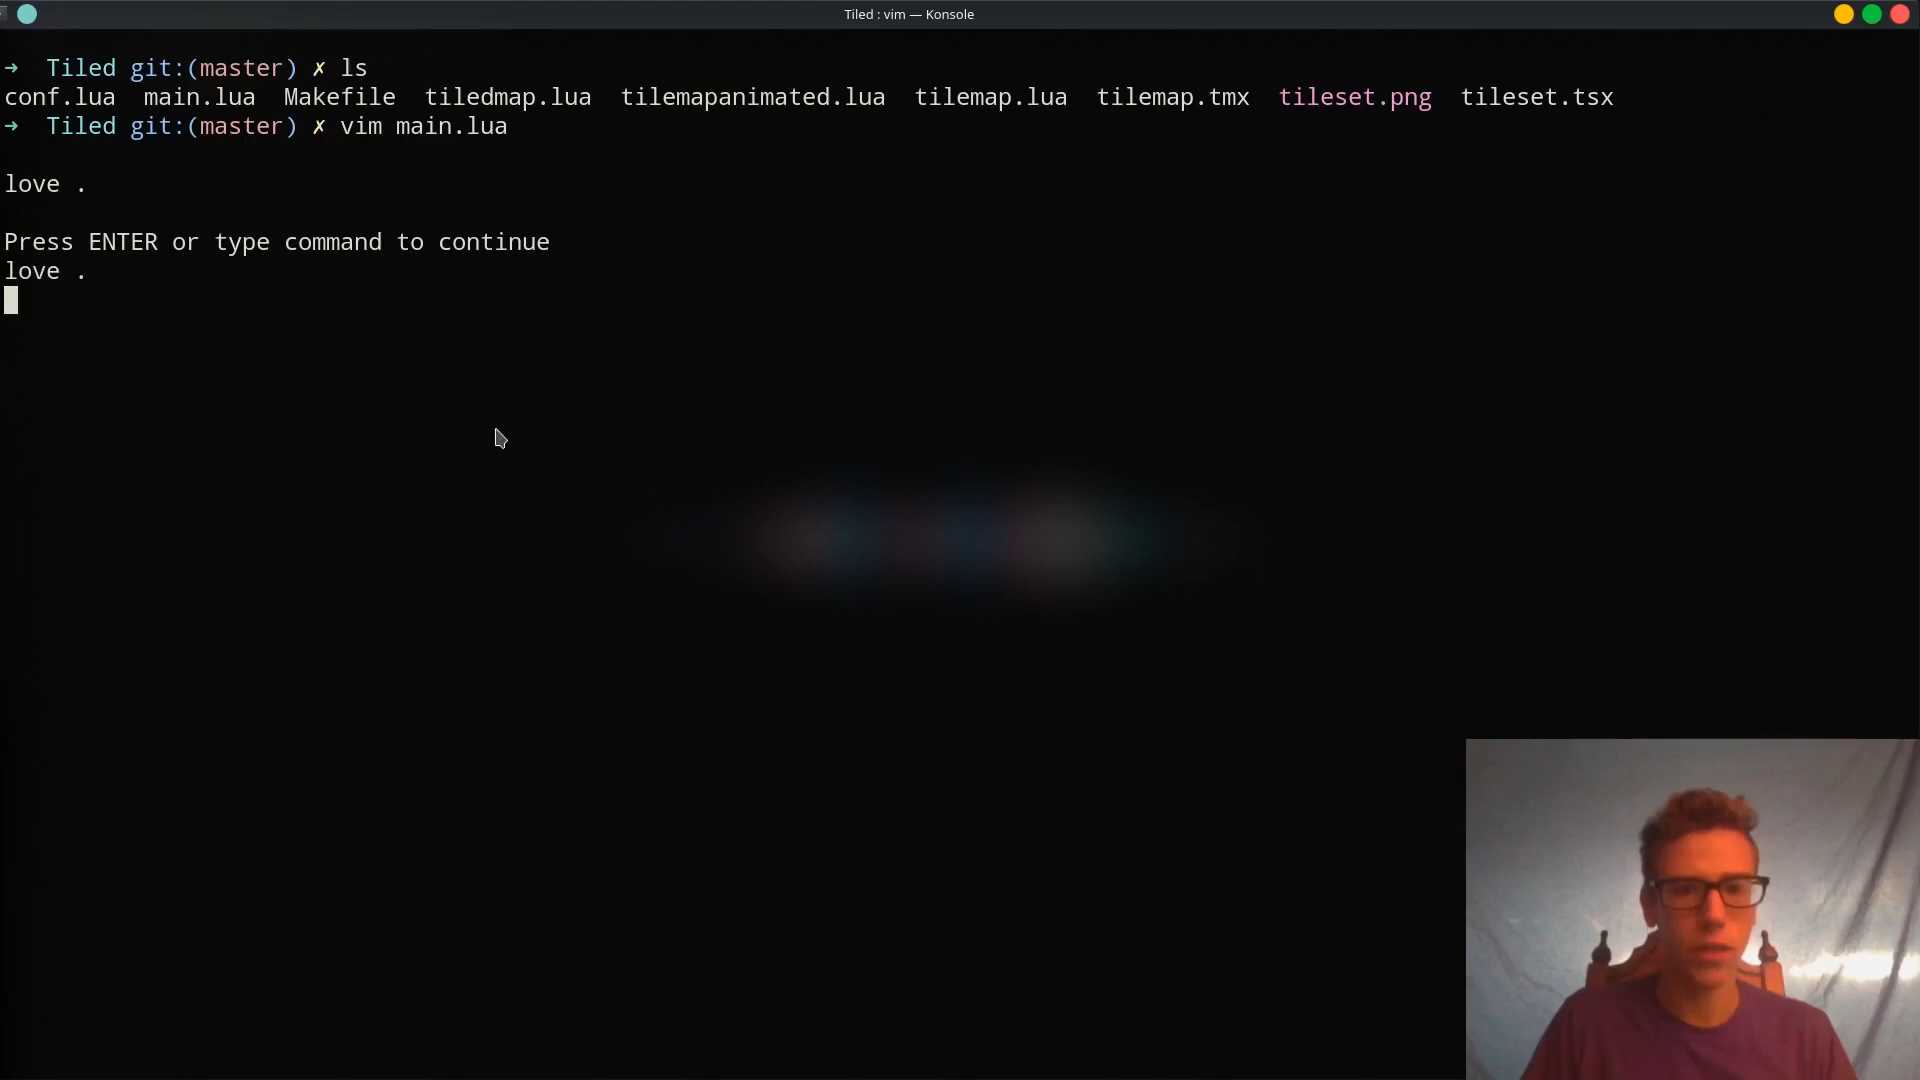 Tiled : vim — Konsole
➜  Tiled git:(master) ✗ ls
conf.lua  main.lua  Makefile  tiledmap.lua  tilemapanimated.lua  tilemap.lua  tilemap.tmx  tileset.png  tileset.tsx
➜  Tiled git:(master) ✗ vim main.lua
love .
Press ENTER or type command to continue
love .